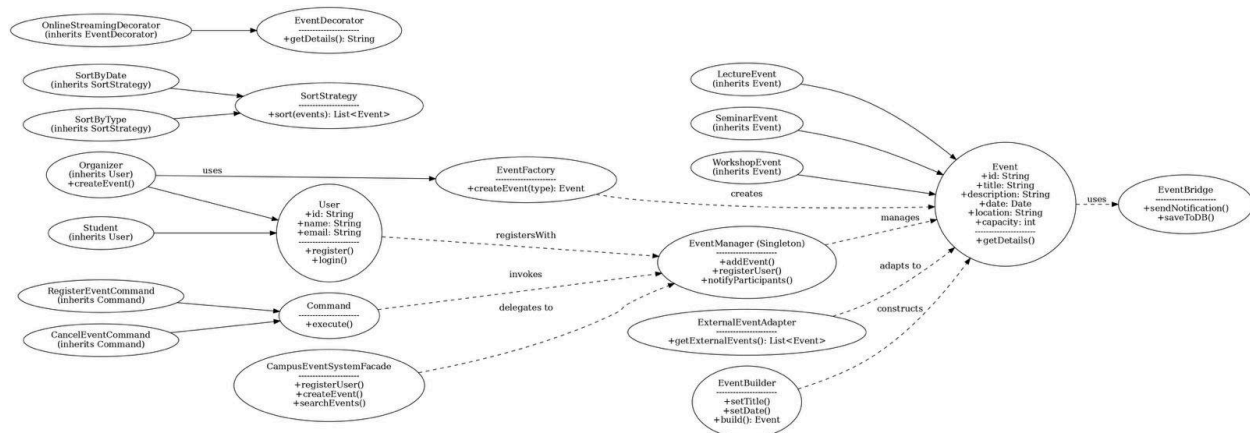 OnlineStreamingDecorator
(inherits EventDecorator)
EventDecorator
----------------------
+getDetails(): String
SortByDate
(inherits SortStrategy)
SortByType
(inherits SortStrategy)
SortStrategy
----------------------
+sort(events): List<Event>
Organizer
(inherits User)
+createEvent()
uses
EventFactory
----------------------
+createEvent(type): Event
Student
(inherits User)
User
+id: String
+name: String
+email: String
----------------------
+register()
+login()
registersWith
RegisterEventCommand
(inherits Command)
CancelEventCommand
(inherits Command)
Command
----------------------
+execute()
invokes
delegates to
CampusEventSystemFacade
----------------------
+registerUser()
+createEvent()
+searchEvents()
LectureEvent
(inherits Event)
SeminarEvent
(inherits Event)
WorkshopEvent
(inherits Event)
creates
manages
EventManager (Singleton)
----------------------
+addEvent()
+registerUser()
+notifyParticipants()
adapts to
ExternalEventAdapter
----------------------
+getExternalEvents(): List<Event>
constructs
EventBuilder
----------------------
+setTitle()
+setDate()
+build(): Event
Event
+id: String
+title: String
+description: String
+date: Date
+location: String
+capacity: int
----------------------
+getDetails()
uses
EventBridge
----------------------
+sendNotification()
+saveToDB()